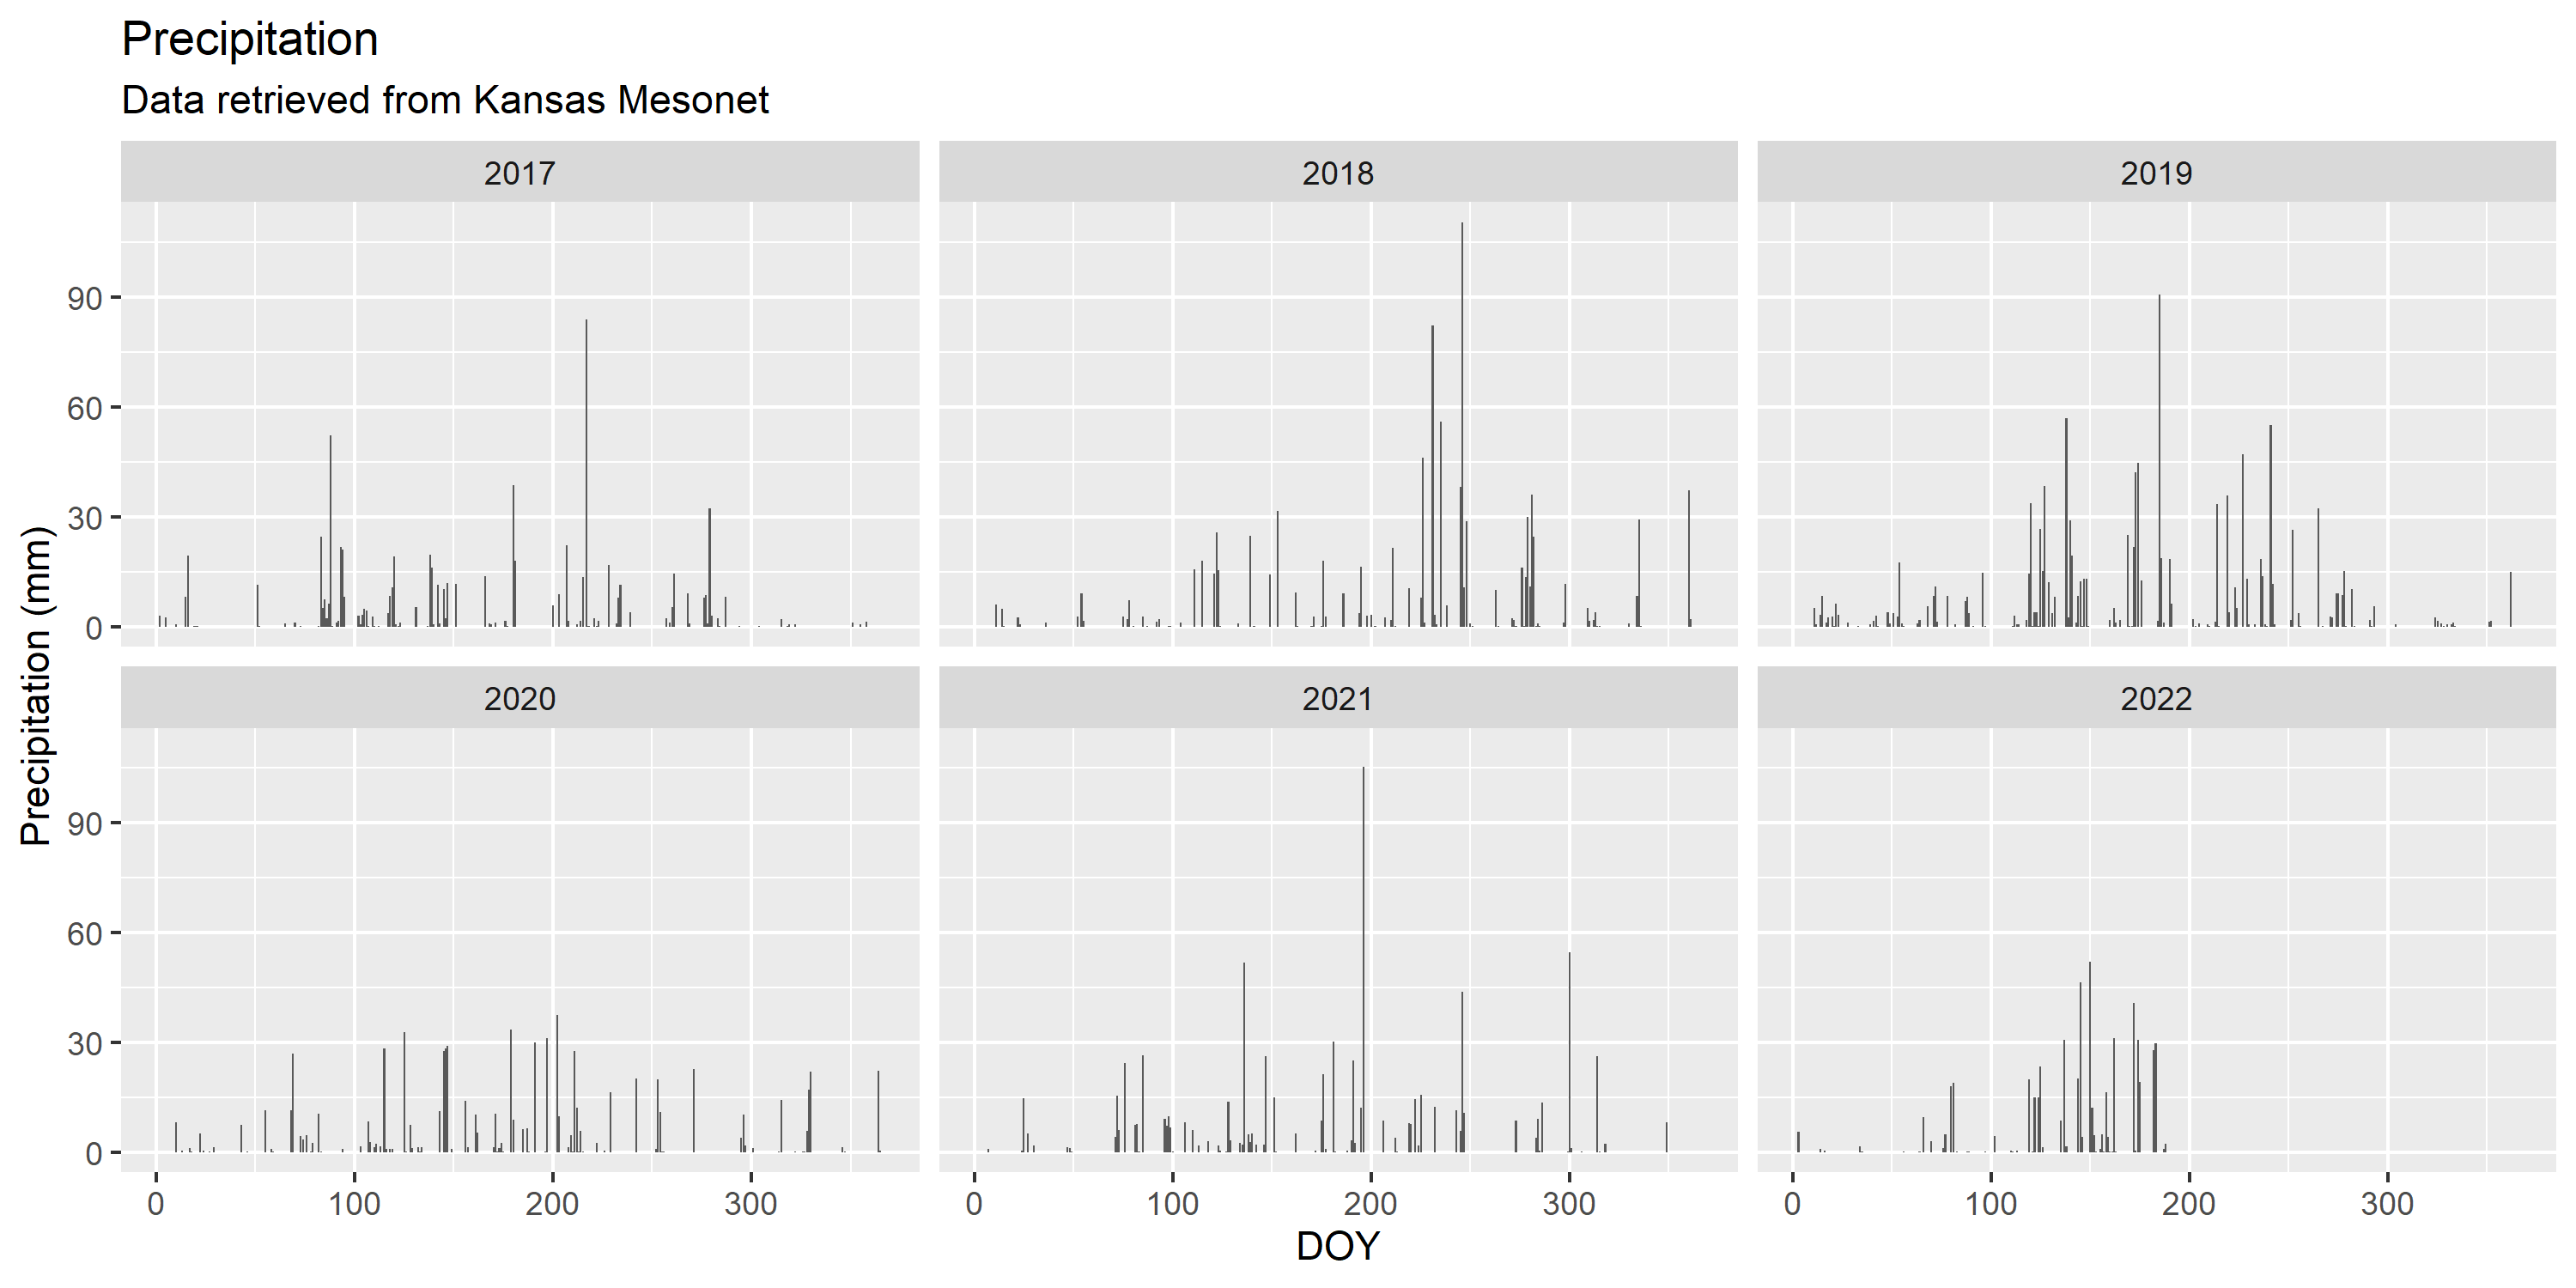 Precipitation
Data retrieved from Kansas Mesonet
2017 2018 2019
90
60
30
0
2020 2021 2022
90
60
30
0
0 100 200 300 0 100 200 300 0 100 200 300
DOY
Precipitation (mm)